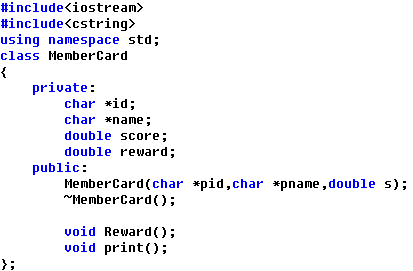 #include<iostream>
#include<cstring>
using namespace std;
class MemberCard
{
    private:
        char *id;
        char *name;
        double score;
        double reward;
    public:
        MemberCard(char *pid,char *pname,double s);
        ~MemberCard();

        void Reward();
        void print();
};